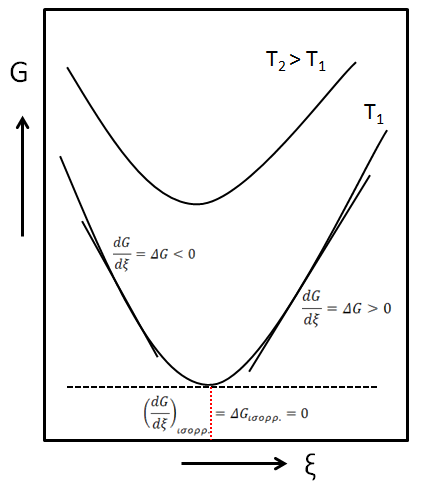 G
T₂ > T₁
T₁
dG/dξ = ΔG < 0
dG/dξ = ΔG > 0
(dG/dξ)ισορρ. = ΔGισορρ. = 0
ξ